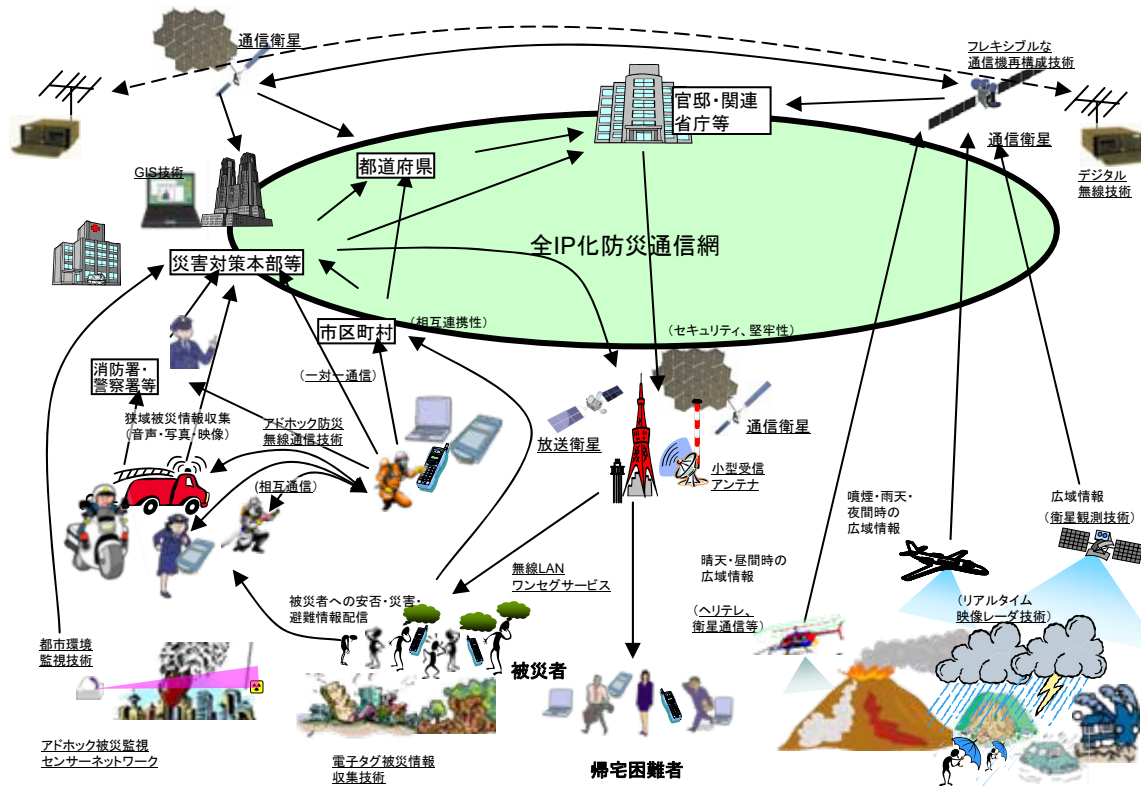 通信衛星
フレキシブルな
通信機再構成技術
官邸・関連
省庁等
通信衛星
都道府県
GIS技術
デジタル
無線技術
全IP化防災通信網
災害対策本部等
市区町村
（相互連携性）
（セキュリティ、堅牢性）
消防署・
警察署等
（一対一通信）
狭域被災情報収集
（音声・写真・映像）
アドホック防災
無線通信技術
放送衛星
通信衛星
小型受信
アンテナ
（相互通信）
噴煙・雨天・
夜間時の
広域情報
広域情報
（衛星観測技術）
晴天・昼間時の
広域情報
無線LAN
ワンセグサービス
被災者への安否・災害・
避難情報配信
（ヘリテレ、
衛星通信等）
（リアルタイム
映像レーダ技術）
都市環境
監視技術
被災者
アドホック被災監視
センサーネットワーク
電子タグ被災情報
収集技術
帰宅困難者